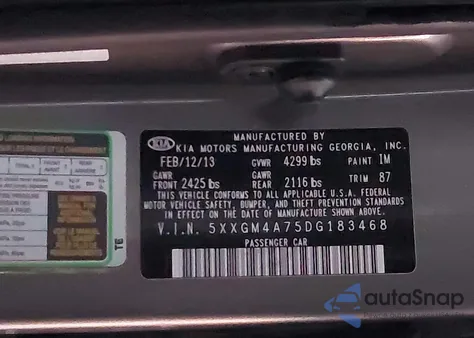 MANUFACTURED BY
KIA KIA MOTORS MANUFACTURING GEORGIA, INC.
FEB/12/13 GVWR 4299 lbs PAINT 1M
GAWR FRONT 2425 lbs GAWR REAR 2116 lbs TRIM 87
THIS VEHICLE CONFORMS TO ALL APPLICABLE U.S.A. FEDERAL
MOTOR VEHICLE SAFETY, BUMPER, AND THEFT PREVENTION STANDARDS
IN EFFECT ON THE DATE OF MANUFACTURE SHOWN ABOVE.
V.I.N. 5XXGM4A75DG183468
PASSENGER CAR
TE
autoSnap